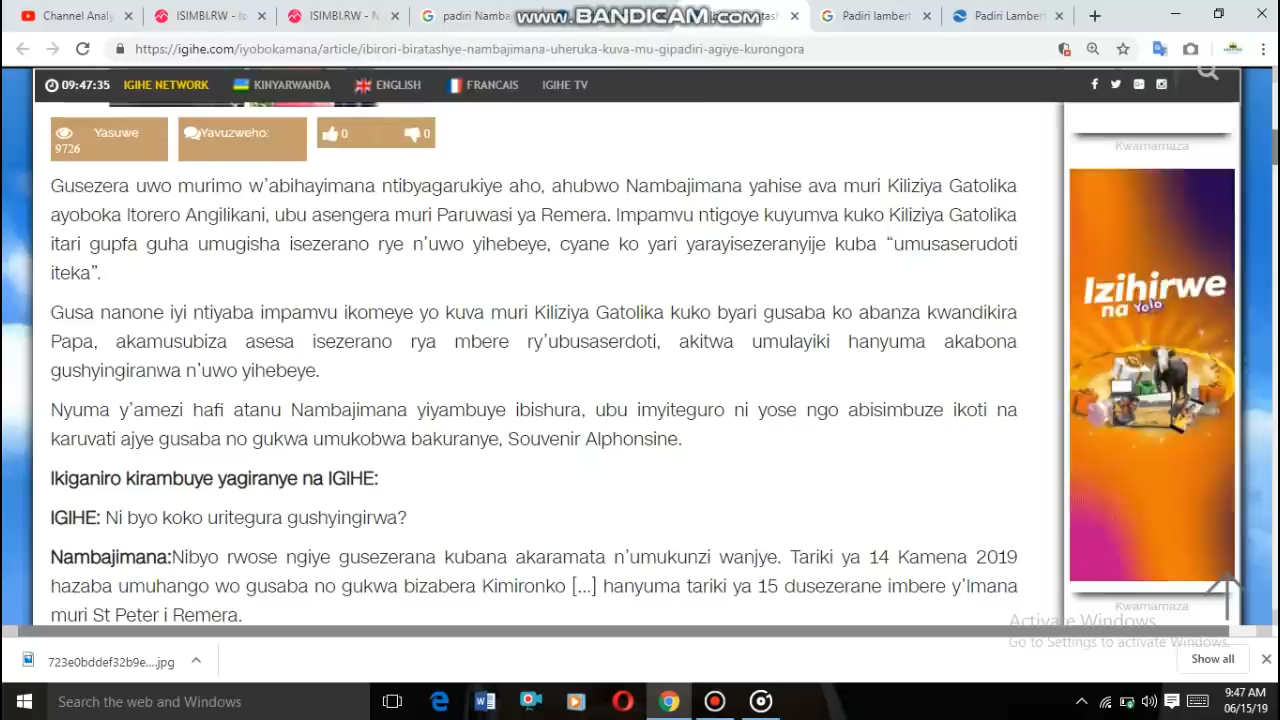 Channel Analy
ISIMBI.RW - Is
ISIMBI.RW - N
padiri Namba
www.BANDICAM.com
Padiri lambert
Padiri Lamberi
https://igihe.com/iyobokamana/article/ibirori-biratashye-nambajimana-uheruka-kuva-mu-gipadiri-agiye-kurongora
09:47:35 IGIHE NETWORK KINYARWANDA ENGLISH FRANCAIS IGIHE TV
Yasuwe
9726
Yavuzweho:
0 0
Gusezera uwo murimo w'abihayimana ntibyagarukiye aho, ahubwo Nambajimana yahise ava muri Kiliziya Gatolika
ayoboka Itorero Angilikani, ubu asengera muri Paruwasi ya Remera. Impamvu ntigoye kuyumva kuko Kiliziya Gatolika
itari gupfa guha umugisha isezerano rye n'uwo yihebeye, cyane ko yari yarayisezeranyije kuba “umusaserudoti
iteka”.
Gusa nanone iyi ntiyaba impamvu ikomeye yo kuva muri Kiliziya Gatolika kuko byari gusaba ko abanza kwandikira
Papa, akamusubiza asesa isezerano rya mbere ry'ubusaserdoti, akitwa umulayiki hanyuma akabona
gushyingiranwa n'uwo yihebeye.
Nyuma y'amezi hafi atanu Nambajimana yiyambuye ibishura, ubu imyiteguro ni yose ngo abisimbuze ikoti na
karuvati ajye gusaba no gukwa umukobwa bakuranye, Souvenir Alphonsine.
Ikiganiro kirambuye yagiranye na IGIHE:
IGIHE: Ni byo koko uritegura gushyingirwa?
Nambajimana:Nibyo rwose ngiye gusezerana kubana akaramata n'umukunzi wanjye. Tariki ya 14 Kamena 2019
hazaba umuhango wo gusaba no gukwa bizabera Kimironko [...] hanyuma tariki ya 15 dusezerane imbere y'Imana
muri St Peter i Remera.
Kwamamaza
Izihirwe
na Yolo
Kwamamaza
Activate Windows
Go to Settings to activate Windows.
723e0bddef32b9e....jpg
Show all
Search the web and Windows
9:47 AM
06/15/19